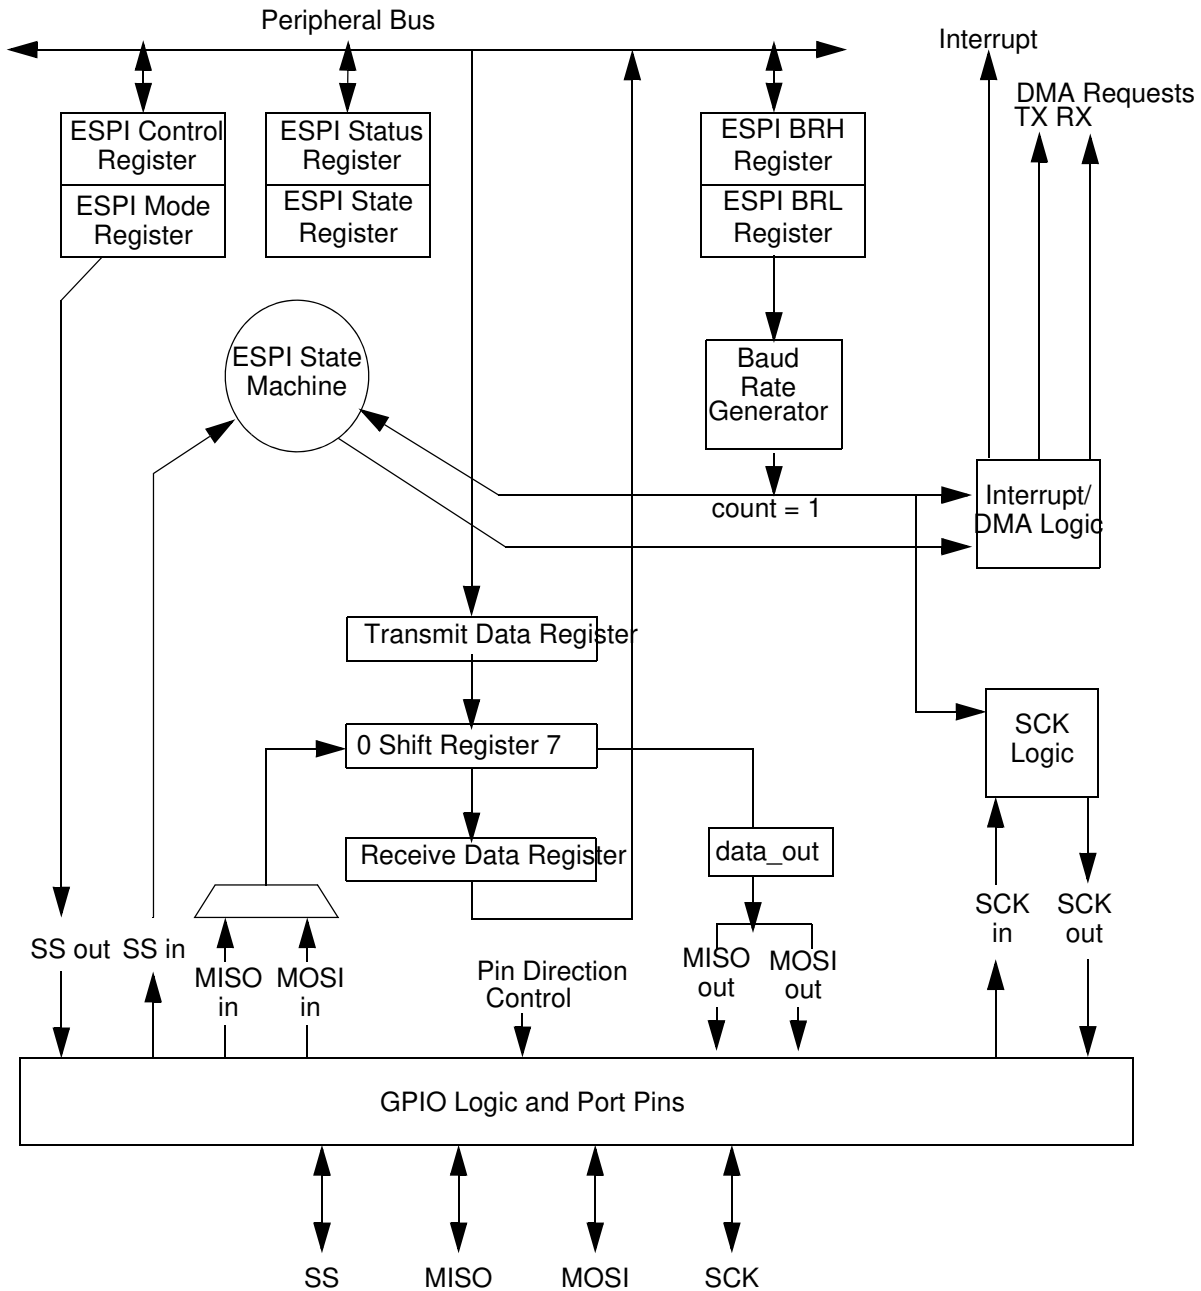 Peripheral Bus
Interrupt
DMA Requests
TX RX
ESPI Control
Register
ESPI Mode
Register
ESPI Status
Register
ESPI State
Register
ESPI BRH
Register
ESPI BRL
Register
ESPI State
Machine
Baud
Rate
Generator
count = 1
Interrupt/
DMA Logic
Transmit Data Register
0 Shift Register 7
SCK
Logic
Receive Data Register
data_out
SS out
SS in
MISO
in
MOSI
in
Pin Direction
Control
MISO
out
MOSI
out
SCK
in
SCK
out
GPIO Logic and Port Pins
SS
MISO
MOSI
SCK